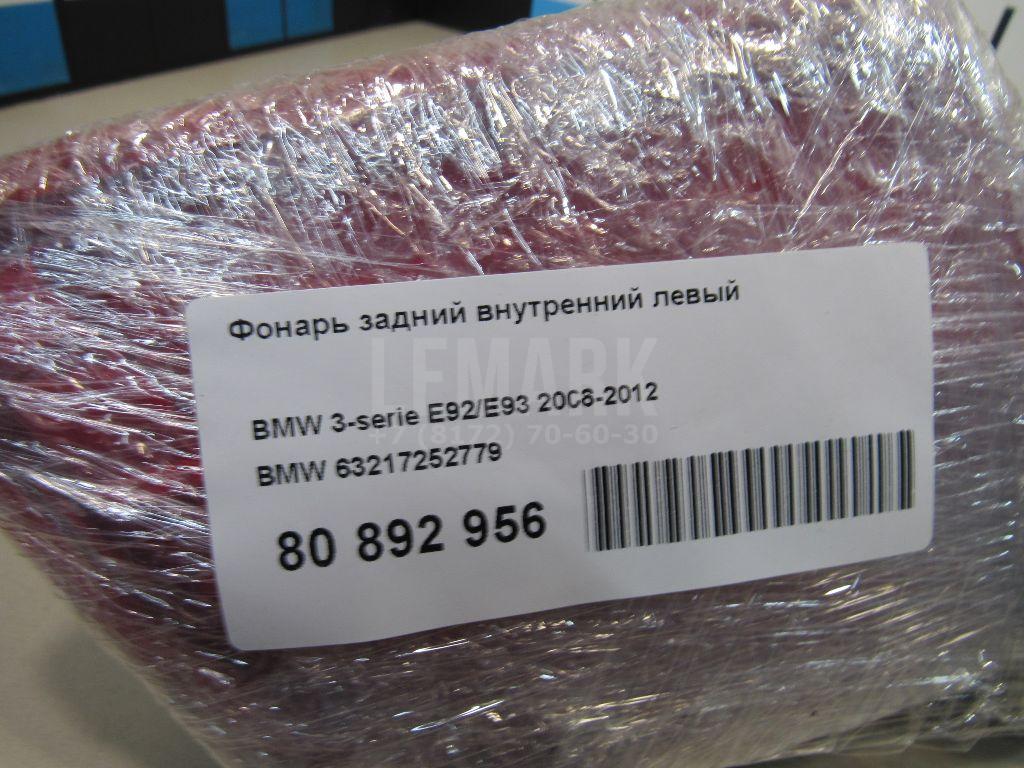 Фонарь задний внутренний левый
LEMARK
BMW 3-serie E92/E93 2006-2012
+7 (8172) 70-60-30
BMW 63217252779
80 892 956